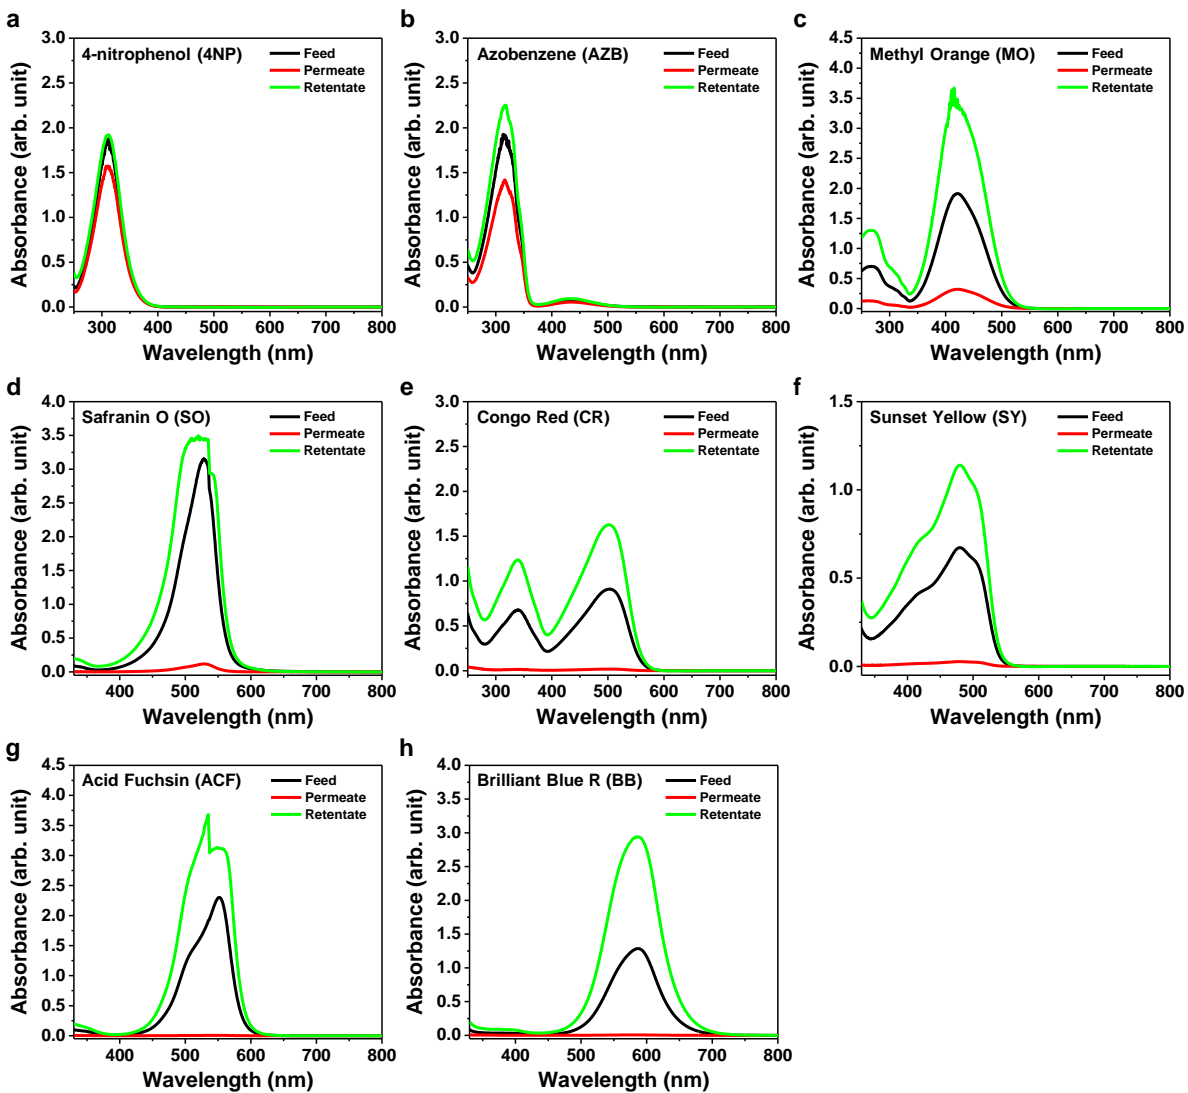 a
3.0
2.5
2.0
1.5
1.0
0.5
0.0
300 400 500 600 700 800
Absorbance (arb. unit)
Wavelength (nm)
4-nitrophenol (4NP)
Feed
Permeate
Retentate
b
3.0
2.5
2.0
1.5
1.0
0.5
0.0
300 400 500 600 700 800
Absorbance (arb. unit)
Wavelength (nm)
Azobenzene (AZB)
Feed
Permeate
Retentate
c
4.5
4.0
3.5
3.0
2.5
2.0
1.5
1.0
0.5
0.0
300 400 500 600 700 800
Absorbance (arb. unit)
Wavelength (nm)
Methyl Orange (MO)
Feed
Permeate
Retentate
d
4.0
3.5
3.0
2.5
2.0
1.5
1.0
0.5
0.0
400 500 600 700 800
Absorbance (arb. unit)
Wavelength (nm)
Safranin O (SO)
Feed
Permeate
Retentate
e
3.0
2.5
2.0
1.5
1.0
0.5
0.0
250 300 400 500 600 700 800
Absorbance (arb. unit)
Wavelength (nm)
Congo Red (CR)
Feed
Permeate
Retentate
f
1.5
1.0
0.5
0.0
400 500 600 700 800
Absorbance (arb. unit)
Wavelength (nm)
Sunset Yellow (SY)
Feed
Permeate
Retentate
g
4.5
4.0
3.5
3.0
2.5
2.0
1.5
1.0
0.5
0.0
400 500 600 700 800
Absorbance (arb. unit)
Wavelength (nm)
Acid Fuchsin (ACF)
Feed
Permeate
Retentate
h
4.0
3.5
3.0
2.5
2.0
1.5
1.0
0.5
0.0
400 500 600 700 800
Absorbance (arb. unit)
Wavelength (nm)
Brilliant Blue R (BB)
Feed
Permeate
Retentate